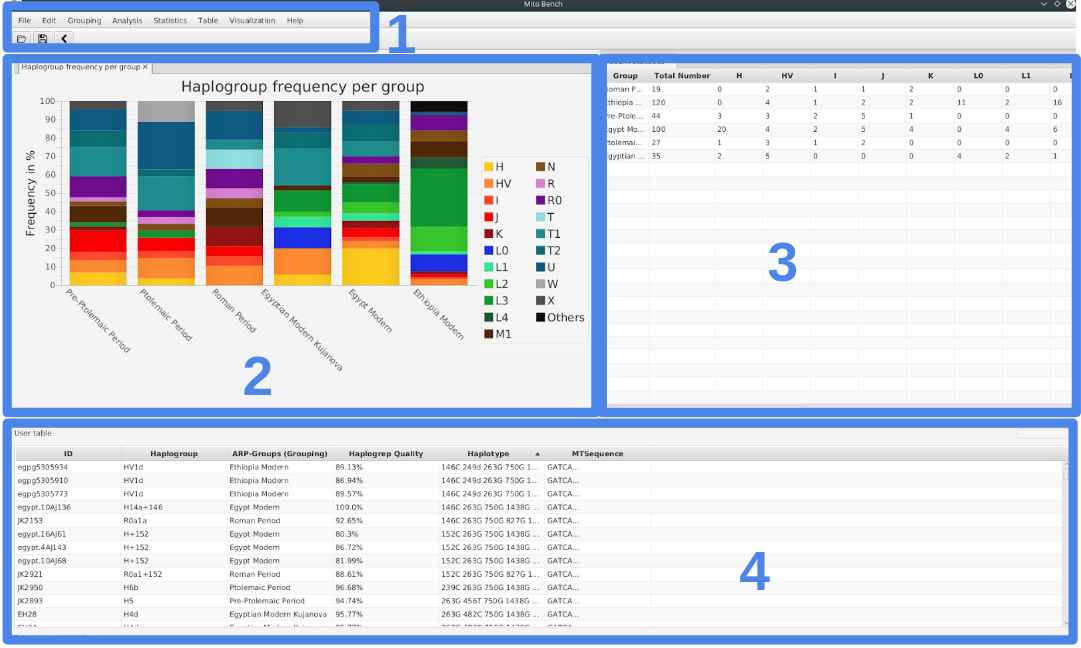 Mito Bench
File Edit Grouping Analysis Statistics Table Visualization Help
1
Haplogroup frequency per group ×
Haplogroup frequency per group
Frequency in %
100
90
80
70
60
50
40
30
20
10
0
Pre-Ptolemaic Period
Ptolemaic Period
Roman Period
Egyptian Modern Kujanova
Egypt Modern
Ethiopia Modern
H N
HV R
I R0
J T
K T1
L0 T2
L1 U
L2 W
L3 X
L4 Others
M1
2
Group Total Number H HV I J K L0 L1
oman P... 19 0 2 1 1 2 0 0 0
thiopia ... 120 0 4 1 2 2 11 2 16
re-Ptole... 44 3 3 2 5 1 0 0 0
gypt Mo... 100 20 4 2 5 4 0 4 6
tolemai... 27 1 3 1 2 0 0 0 0
gyptian ... 35 2 5 0 0 0 4 2 1
3
User table
ID Haplogroup ARP-Groups (Grouping) Haplogrep Quality Haplotype MTSequence
egpg5305934 HV1d Ethiopia Modern 89.13% 146C 249d 263G 750G 1... GATCA...
egpg5305910 HV1d Ethiopia Modern 86.94% 146C 249d 263G 750G 1... GATCA...
egpg5305773 HV1d Ethiopia Modern 89.57% 146C 249d 263G 750G 1... GATCA...
egypt.10AJ136 H14a+146 Egypt Modern 100.0% 146C 263G 750G 1438G ... GATCA...
JK2153 R0a1a Roman Period 92.65% 146C 263G 750G 827G 1... GATCA...
egypt.16AJ61 H+152 Egypt Modern 80.3% 152C 263G 750G 1438G ... GATCA...
egypt.4AJ143 H+152 Egypt Modern 86.72% 152C 263G 750G 1438G ... GATCA...
egypt.10AJ68 H+152 Egypt Modern 81.99% 152C 263G 750G 1438G ... GATCA...
JK2921 R0a1+152 Roman Period 88.61% 152C 263G 750G 827G 1... GATCA...
JK2950 H6b Ptolemaic Period 96.68% 239C 263G 750G 1438G ... GATCA...
JK2893 H5 Pre-Ptolemaic Period 94.74% 263G 456T 750G 1438G ... GATCA...
EH28 H4d Egyptian Modern Kujanova 95.77% 263G 482C 750G 1438G ... GATCA...
4